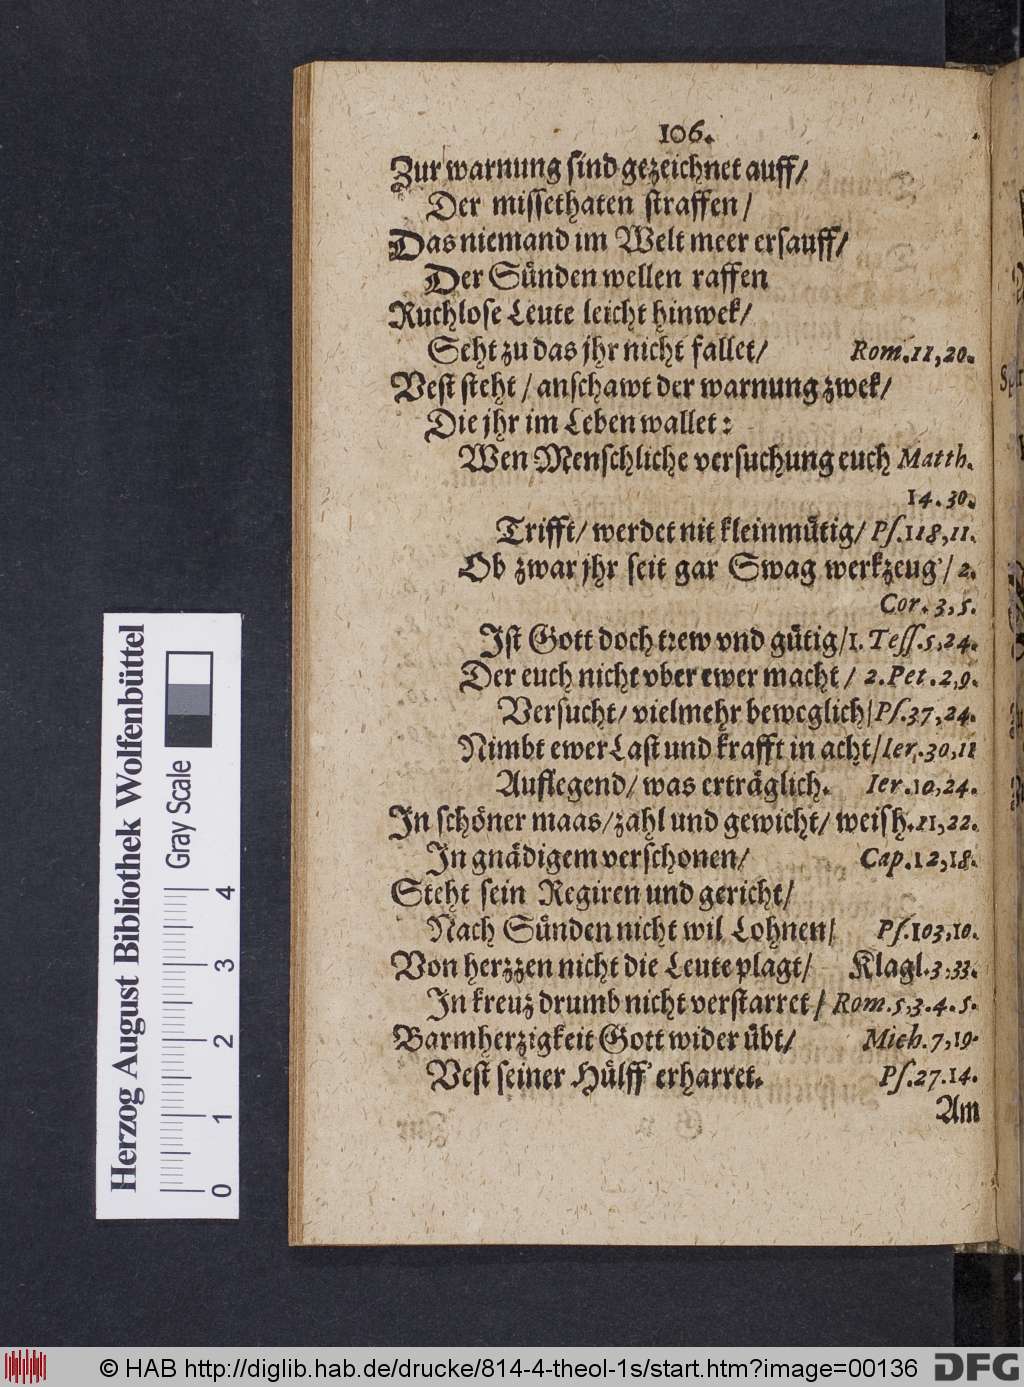 106.
Zur warnung sind gezeichnet auff/
Der missethaten straffen/
Das niemand im Welt meer ersauff/
Der Sünden wellen raffen
Ruchlose Leute leicht hinwek/
Seht zu das jhr nicht fallet/ Rom.11,20.
Vest steht/ anschawt der warnung zwek/
Die jhr im Leben wallet:
Wen Menschliche versuchung euch Matth.
14.30.
Trifft/ werdet nit kleinmütig/ Ps.118,11.
Ob zwar jhr seit gar Swag werkzeug/ 2.
Cor. 3,5.
Ist Gott doch trew vnd gütig/1. Tess.5,24.
Der euch nicht vber ewer macht/ 2.Pet.2,9.
Versucht/ vielmehr beweglich/Ps.37,24.
Nimbt ewer Last und krafft in acht/Ier.30,11
Auflegend/ was erträglich. Ier.10,24.
In schöner maas/zahl und gewicht/ weish.11,22.
In gnädigem verschonen/ Cap.12,18.
Steht sein Regiren und gericht/
Nach Sünden nicht wil Lohnen/ Ps.103,10.
Von herzzen nicht die Leute plagt/ Klagl.3.33.
In kreuz drumb nicht verstarret/ Rom.5,3.4.5.
Barmherzigkeit Gott wider übt/ Mich.7,19.
Vest seiner Hülff' erharret. Ps.27.14.
Am
Herzog August Bibliothek Wolfenbüttel
Gray Scale
0 1 2 3 4
© HAB http://diglib.hab.de/drucke/814-4-theol-1s/start.htm?image=00136
DFG